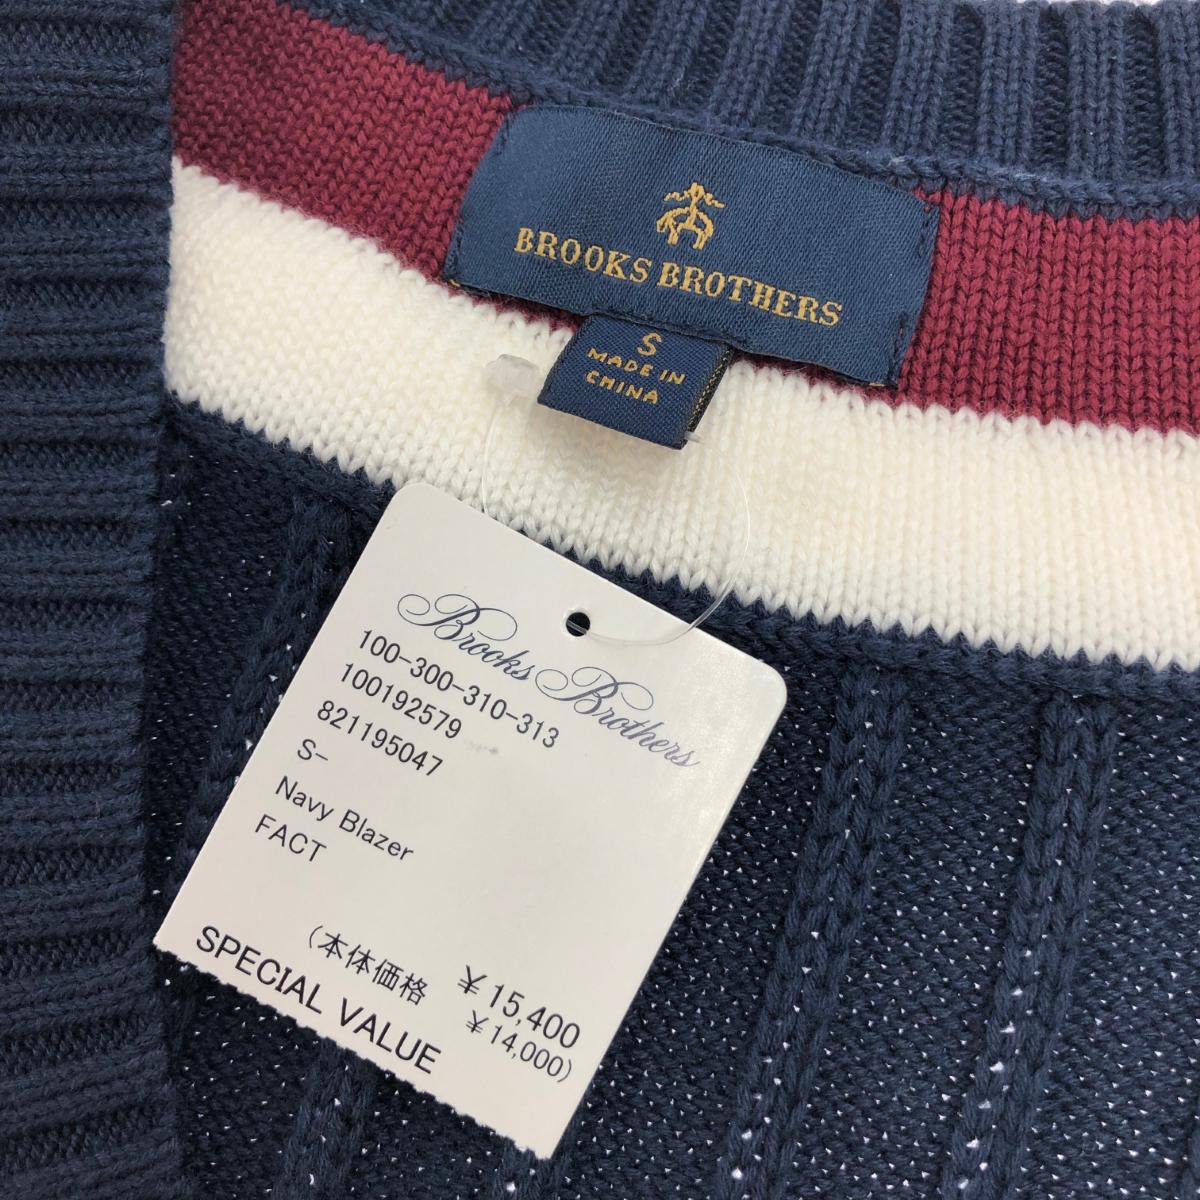 BROOKS BROTHERS
S
MADE IN
CHINA
Brooks Brothers
100-300-310-313
100192579
821195047
S-
Navy Blazer
FACT
¥15,400
(本体価格 ¥14,000)
SPECIAL VALUE